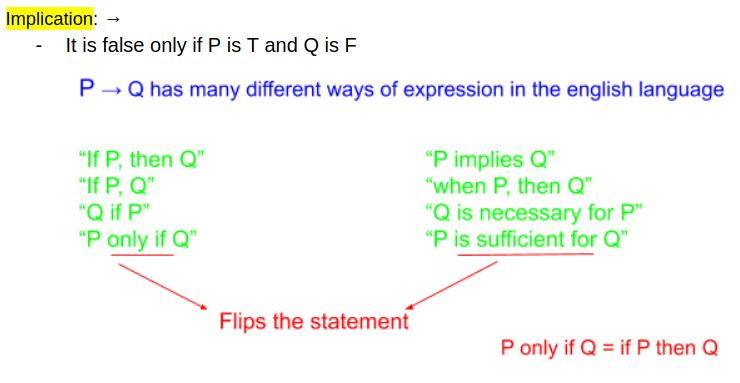 Implication: →
- It is false only if P is T and Q is F
P → Q has many different ways of expression in the english language
“If P, then Q”
“If P, Q”
“Q if P”
“P only if Q”
“P implies Q”
“when P, then Q”
“Q is necessary for P”
“P is sufficient for Q”
Flips the statement
P only if Q = if P then Q